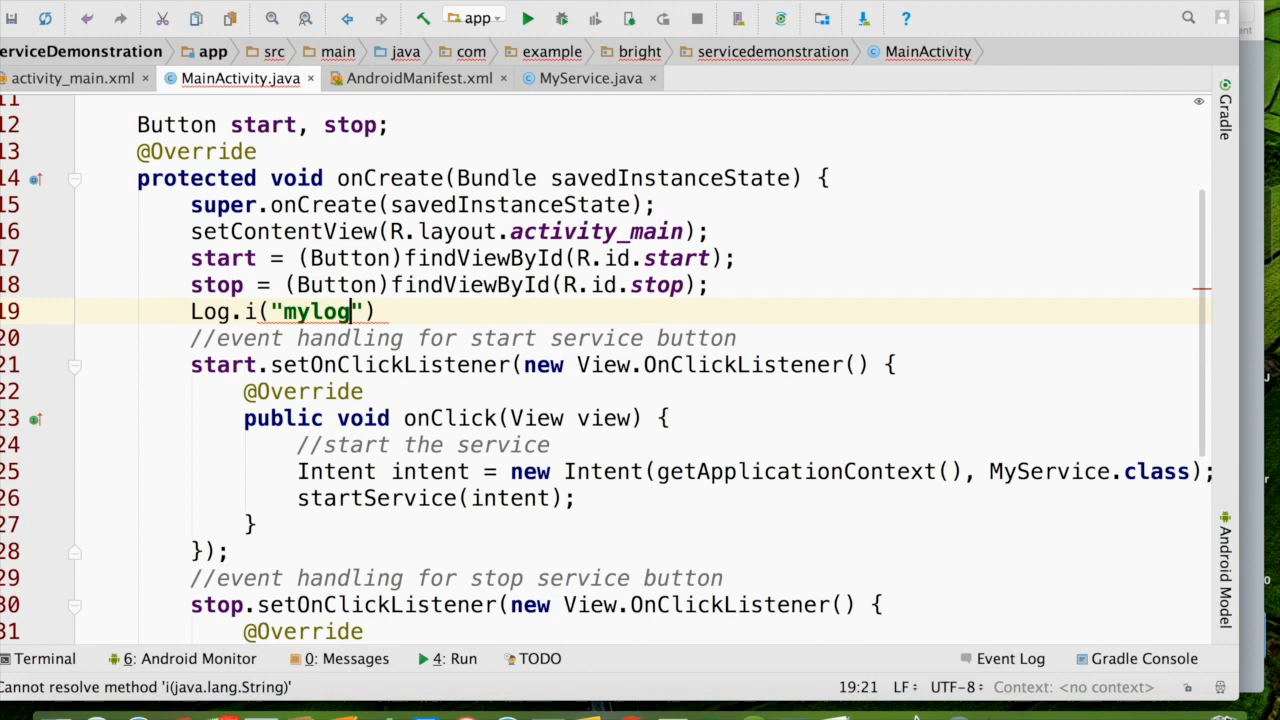 app
erviceDemonstration app src main java com example bright servicedemonstration MainActivity
activity_main.xml × MainActivity.java × AndroidManifest.xml × MyService.java ×
11
12 Button start, stop;
13 @Override
14 protected void onCreate(Bundle savedInstanceState) {
15 super.onCreate(savedInstanceState);
16 setContentView(R.layout.activity_main);
17 start = (Button)findViewById(R.id.start);
18 stop = (Button)findViewById(R.id.stop);
19 Log.i("mylog")
20 //event handling for start service button
21 start.setOnClickListener(new View.OnClickListener() {
22 @Override
23 public void onClick(View view) {
24 //start the service
25 Intent intent = new Intent(getApplicationContext(), MyService.class);
26 startService(intent);
27 }
28 });
29 //event handling for stop service button
30 stop.setOnClickListener(new View.OnClickListener() {
31 @Override
Gradle
Android Model
Terminal 6: Android Monitor 0: Messages 4: Run TODO Event Log Gradle Console
Cannot resolve method 'i(java.lang.String)' 19:21 LF÷ UTF-8÷ Context: <no context>